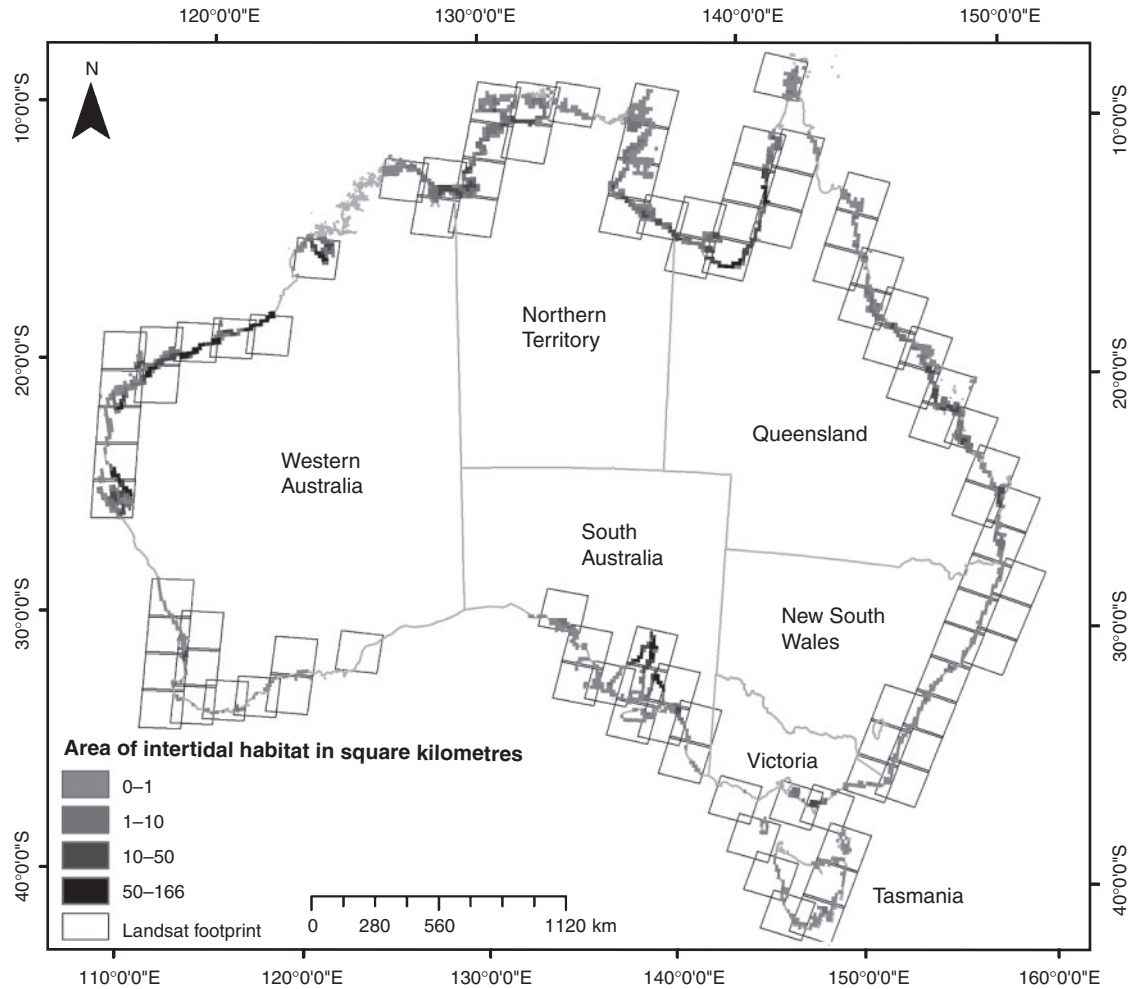 120°0'0"E 130°0'0"E 140°0'0"E 150°0'0"E
N
10°0'0"S
10°0'0"S
Northern
Territory
20°0'0"S
20°0'0"S
Queensland
Western
Australia
South
Australia
New South
Wales
30°0'0"S
30°0'0"S
Victoria
Area of intertidal habitat in square kilometres
0–1
1–10
10–50
50–166
Landsat footprint
0 280 560 1120 km
Tasmania
40°0'0"S
40°0'0"S
110°0'0"E 120°0'0"E 130°0'0"E 140°0'0"E 150°0'0"E 160°0'0"E